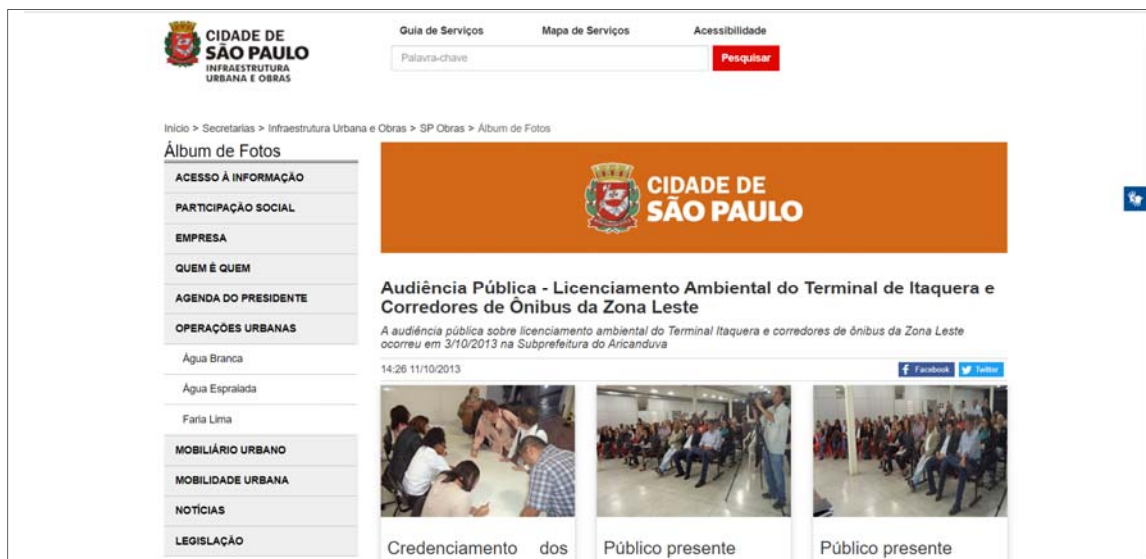 CIDADE DE
SÃO PAULO
INFRAESTRUTURA
URBANA E OBRAS
Guia de Serviços
Mapa de Serviços
Acessibilidade
Palavra-chave
Pesquisar
Início > Secretarias > Infraestrutura Urbana e Obras > SP Obras > Álbum de Fotos
Álbum de Fotos
ACESSO À INFORMAÇÃO
PARTICIPAÇÃO SOCIAL
EMPRESA
QUEM É QUEM
AGENDA DO PRESIDENTE
OPERAÇÕES URBANAS
Água Branca
Água Espraiada
Faria Lima
MOBILIÁRIO URBANO
MOBILIDADE URBANA
NOTÍCIAS
LEGISLAÇÃO
CIDADE DE
SÃO PAULO
Audiência Pública - Licenciamento Ambiental do Terminal de Itaquera e
Corredores de Ônibus da Zona Leste
A audiência pública sobre licenciamento ambiental do Terminal Itaquera e corredores de ônibus da Zona Leste
ocorreu em 3/10/2013 na Subprefeitura do Aricanduva
14:26 11/10/2013
Facebook
Twitter
Credenciamento dos
Público presente
Público presente